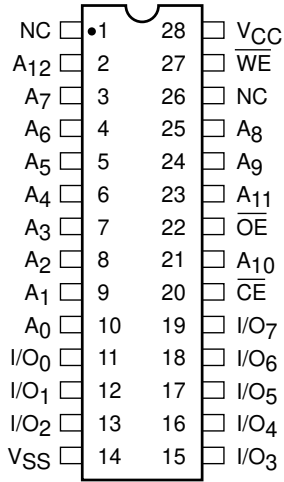 NC 1 28 VCC
A12 2 27 WE
A7 3 26 NC
A6 4 25 A8
A5 5 24 A9
A4 6 23 A11
A3 7 22 OE
A2 8 21 A10
A1 9 20 CE
A0 10 19 I/O7
I/O0 11 18 I/O6
I/O1 12 17 I/O5
I/O2 13 16 I/O4
VSS 14 15 I/O3